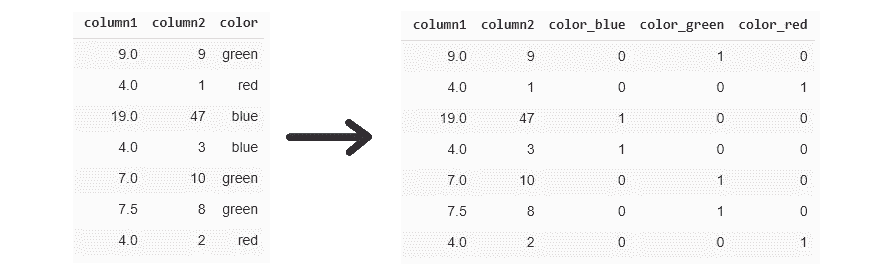 column1 column2 color
9.0 9 green
4.0 1 red
19.0 47 blue
4.0 3 blue
7.0 10 green
7.5 8 green
4.0 2 red
column1 column2 color_blue color_green color_red
9.0 9 0 1 0
4.0 1 0 0 1
19.0 47 1 0 0
4.0 3 1 0 0
7.0 10 0 1 0
7.5 8 0 1 0
4.0 2 0 0 1